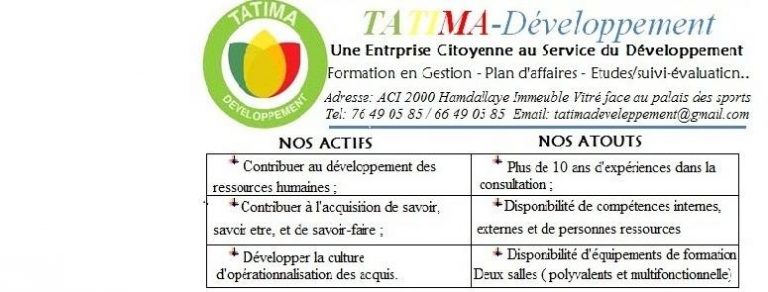 TATIMA
DEVELOPPEMENT
TATIMA-Développement
Une Entrprise Citoyenne au Service du Développement
Formation en Gestion - Plan d'affaires - Etudes/suivi-évaluation..
Adresse: ACI 2000 Hamdallaye Immeuble Vitré face au palais des sports
Tel: 76 49 05 85 / 66 49 05 85 Email: tatimadeveleppement@gmail.com
NOS ACTIFS
Contribuer au développement des
ressources humaines ;
Contribuer à l'acquisition de savoir,
savoir etre, et de savoir-faire ;
Développer la culture
d'opérationnalisation des acquis.
NOS ATOUTS
Plus de 10 ans d'expériences dans la
consultation ;
Disponibilité de compétences internes,
externes et de personnes ressources
Disponibilité d'équipements de formation
Deux salles ( polyvalents et multifonctionnelle)